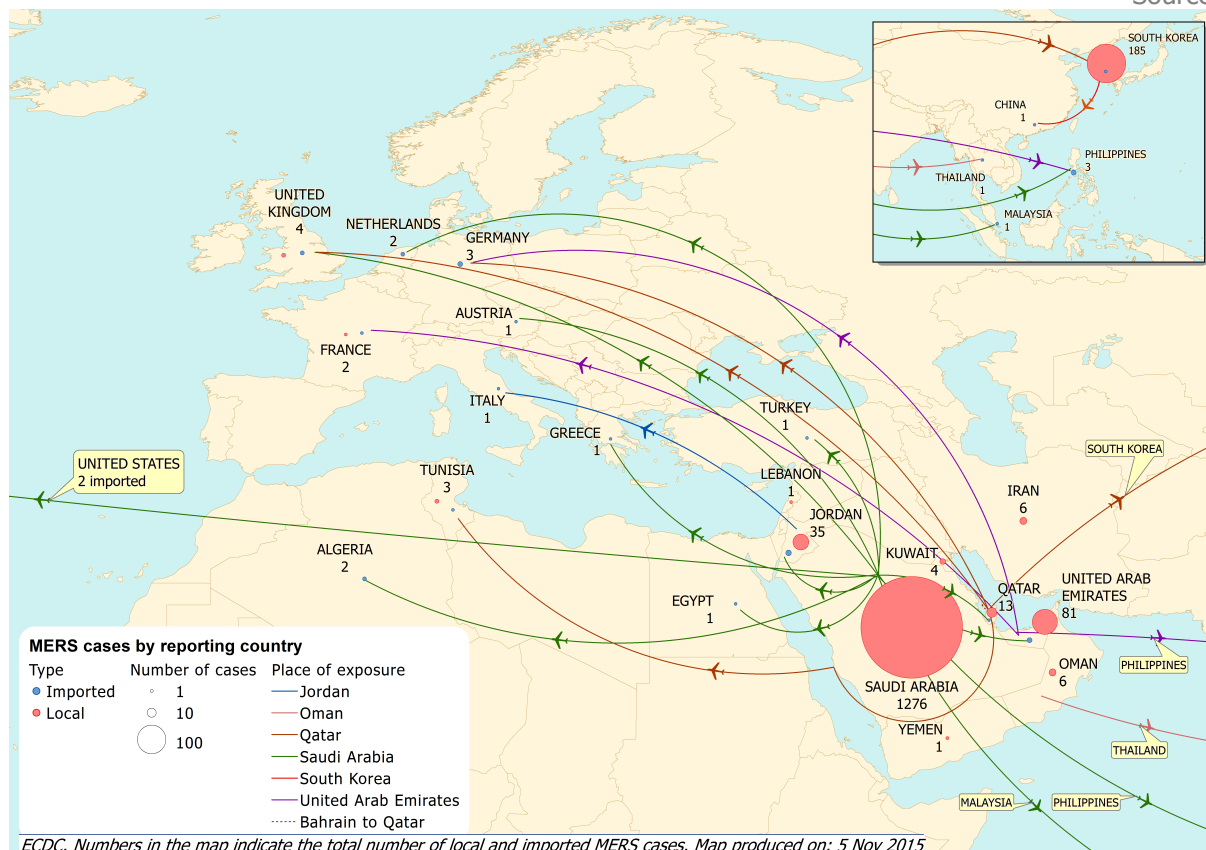 Source
SOUTH KOREA
185
CHINA
1
PHILIPPINES
3
THAILAND
1
MALAYSIA
1
UNITED
KINGDOM
4
NETHERLANDS
2
GERMANY
3
AUSTRIA
1
FRANCE
2
ITALY
1
GREECE
1
TURKEY
1
UNITED STATES
2 imported
TUNISIA
3
LEBANON
1
SOUTH KOREA
IRAN
6
JORDAN
35
ALGERIA
2
KUWAIT
4
QATAR
13
UNITED ARAB
EMIRATES
81
EGYPT
1
PHILIPPINES
OMAN
6
SAUDI ARABIA
1276
YEMEN
1
THAILAND
MALAYSIA
PHILIPPINES
MERS cases by reporting country
Type
Imported
Local
Number of cases
1
10
100
Place of exposure
Jordan
Oman
Qatar
Saudi Arabia
South Korea
United Arab Emirates
Bahrain to Qatar
ECDC. Numbers in the map indicate the total number of local and imported MERS cases. Map produced on: 5 Nov 2015